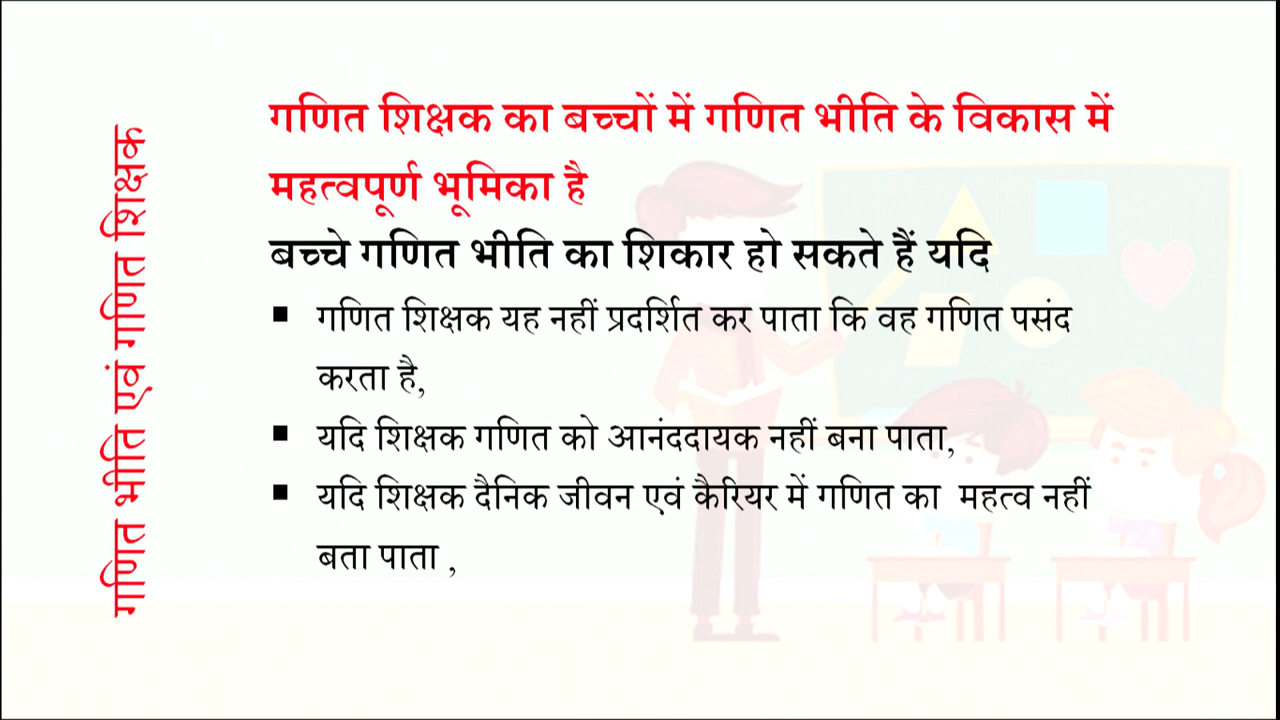 गणित भीति एवं गणित शिक्षक
गणित शिक्षक का बच्चों में गणित भीति के विकास में
महत्वपूर्ण भूमिका है
बच्चे गणित भीति का शिकार हो सकते हैं यदि
▪ गणित शिक्षक यह नहीं प्रदर्शित कर पाता कि वह गणित पसंद
करता है,
▪ यदि शिक्षक गणित को आनंददायक नहीं बना पाता,
▪ यदि शिक्षक दैनिक जीवन एवं कैरियर में गणित का महत्व नहीं
बता पाता ,